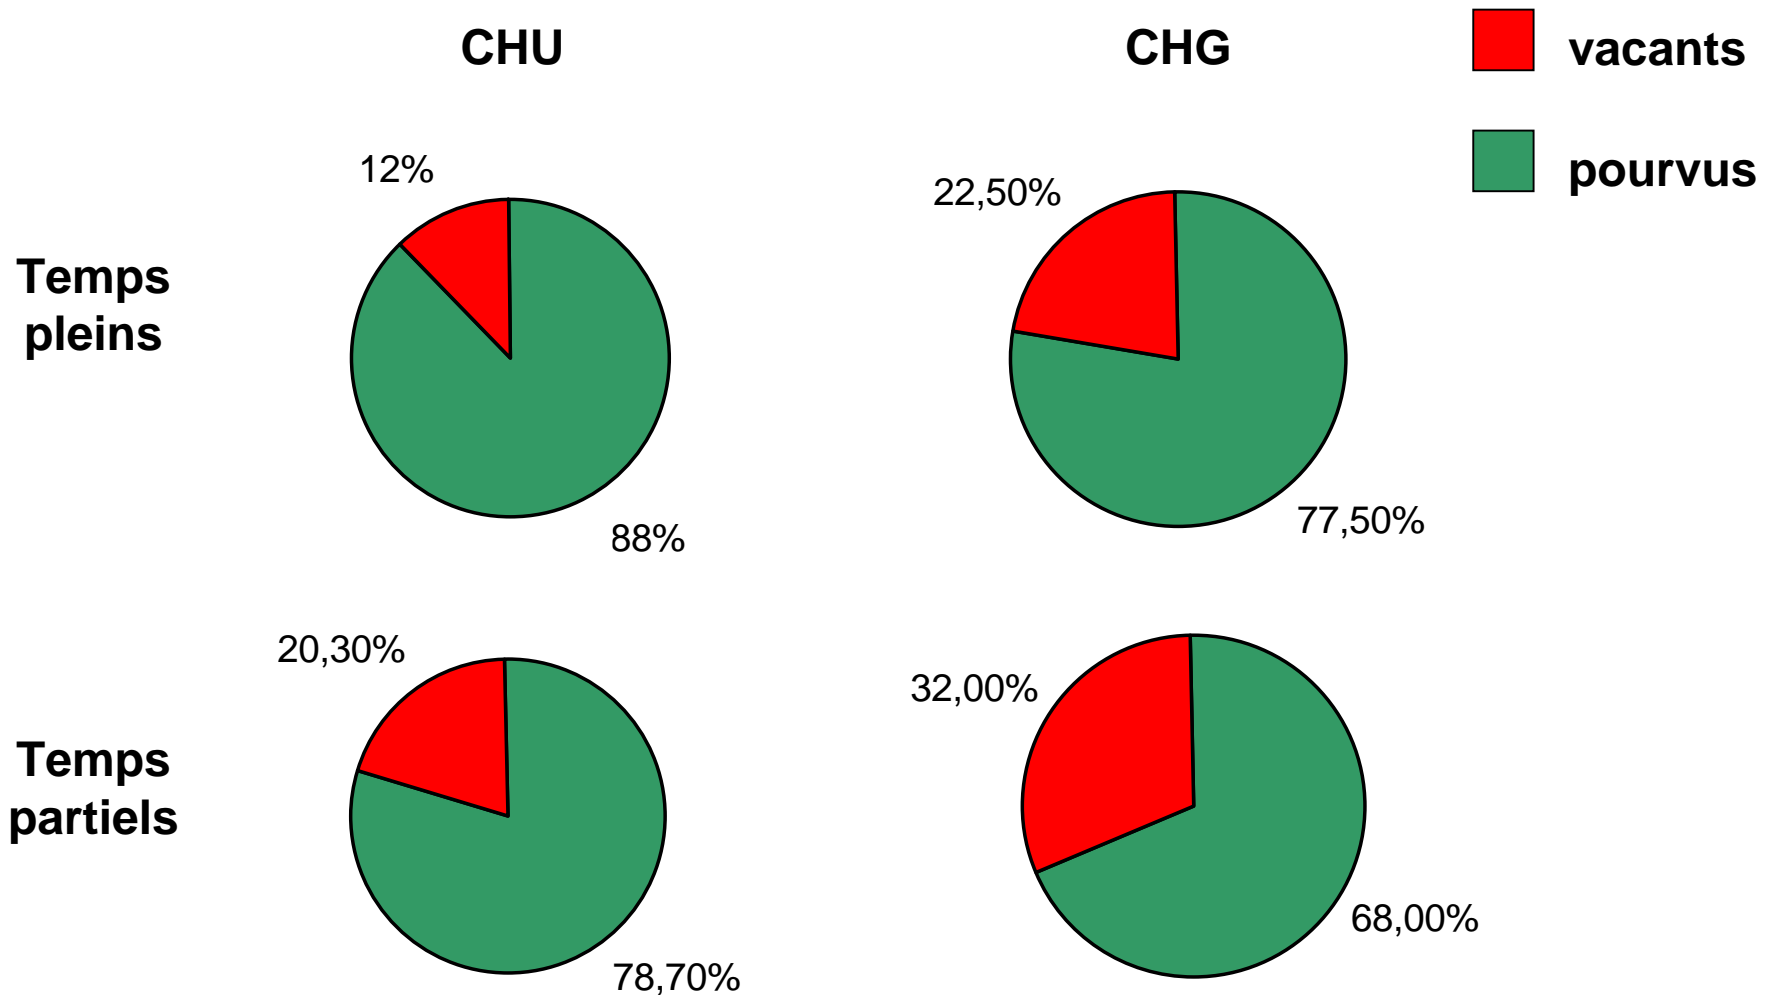 CHU
CHG
vacants
pourvus
12%
22,50%
Temps
pleins
88%
77,50%
20,30%
32,00%
Temps
partiels
78,70%
68,00%